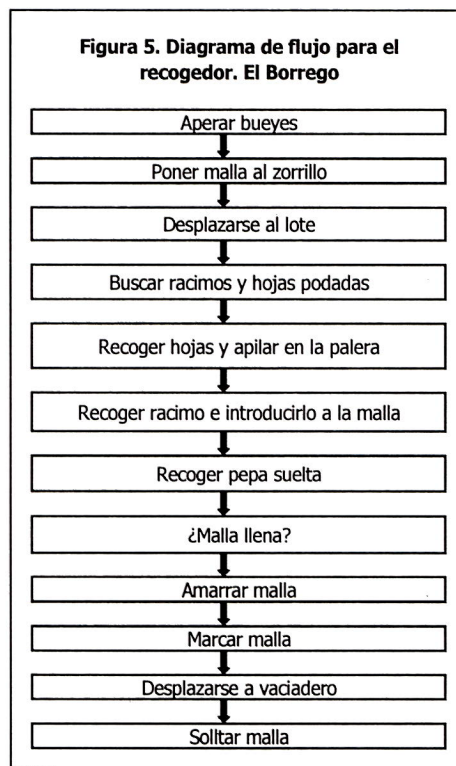 Figura 5. Diagrama de flujo para el
recogedor. El Borrego
Aperar bueyes
Poner malla al zorrillo
Desplazarse al lote
Buscar racimos y hojas podadas
Recoger hojas y apilar en la palera
Recoger racimo e introducirlo a la malla
Recoger pepa suelta
¿Malla llena?
Amarrar malla
Marcar malla
Desplazarse a vaciadero
Solltar malla